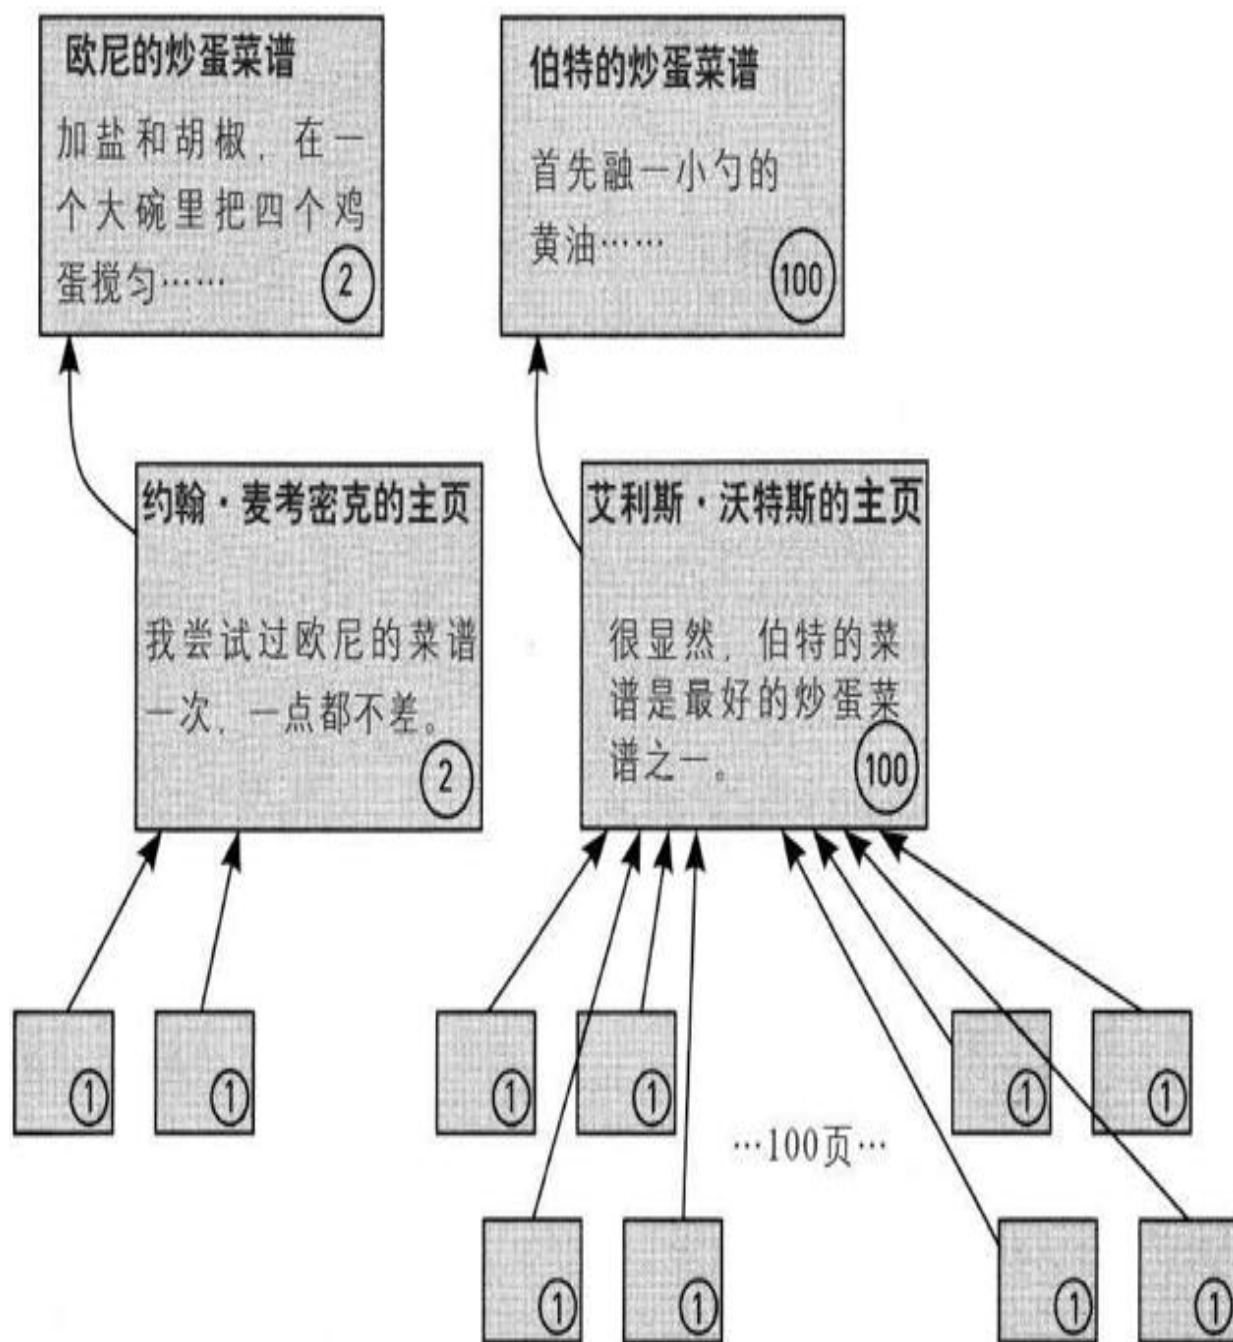 欧尼的炒蛋菜谱
加盐和胡椒，在一
个大碗里把四个鸡
蛋搅匀……
2
伯特的炒蛋菜谱
首先融一小勺的
黄油……
100
约翰·麦考密克的主页
我尝试过欧尼的菜谱
一次，一点都不差。
2
艾利斯·沃特斯的主页
很显然，伯特的菜
谱是最好的炒蛋菜
谱之一。
100
1
1
1
1
1
1
…100页…
1
1
1
1